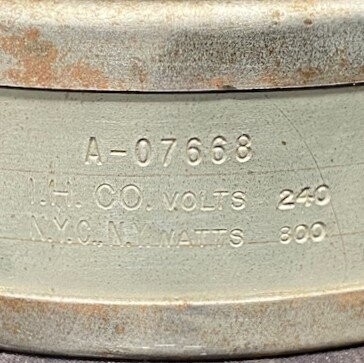 A-07668
I.H. CO. VOLTS 240
N.Y.C., N.Y. WATTS 800